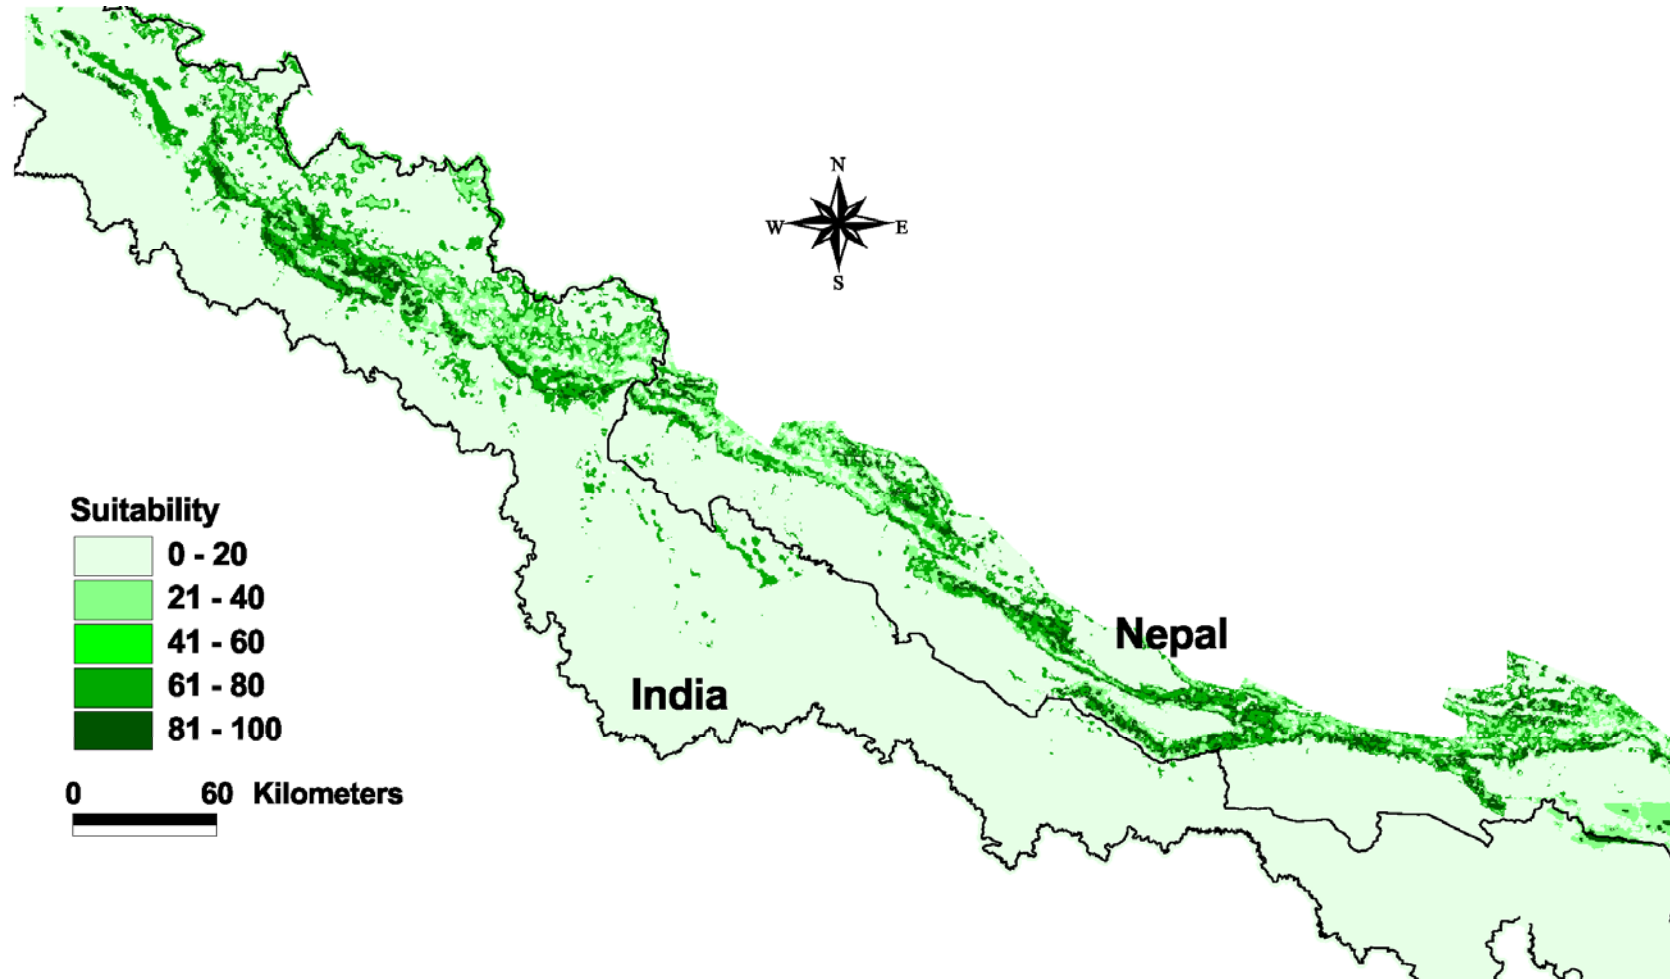 N
W E
S
Suitability
0 - 20
21 - 40
41 - 60
61 - 80
81 - 100
0 60 Kilometers
Nepal
India